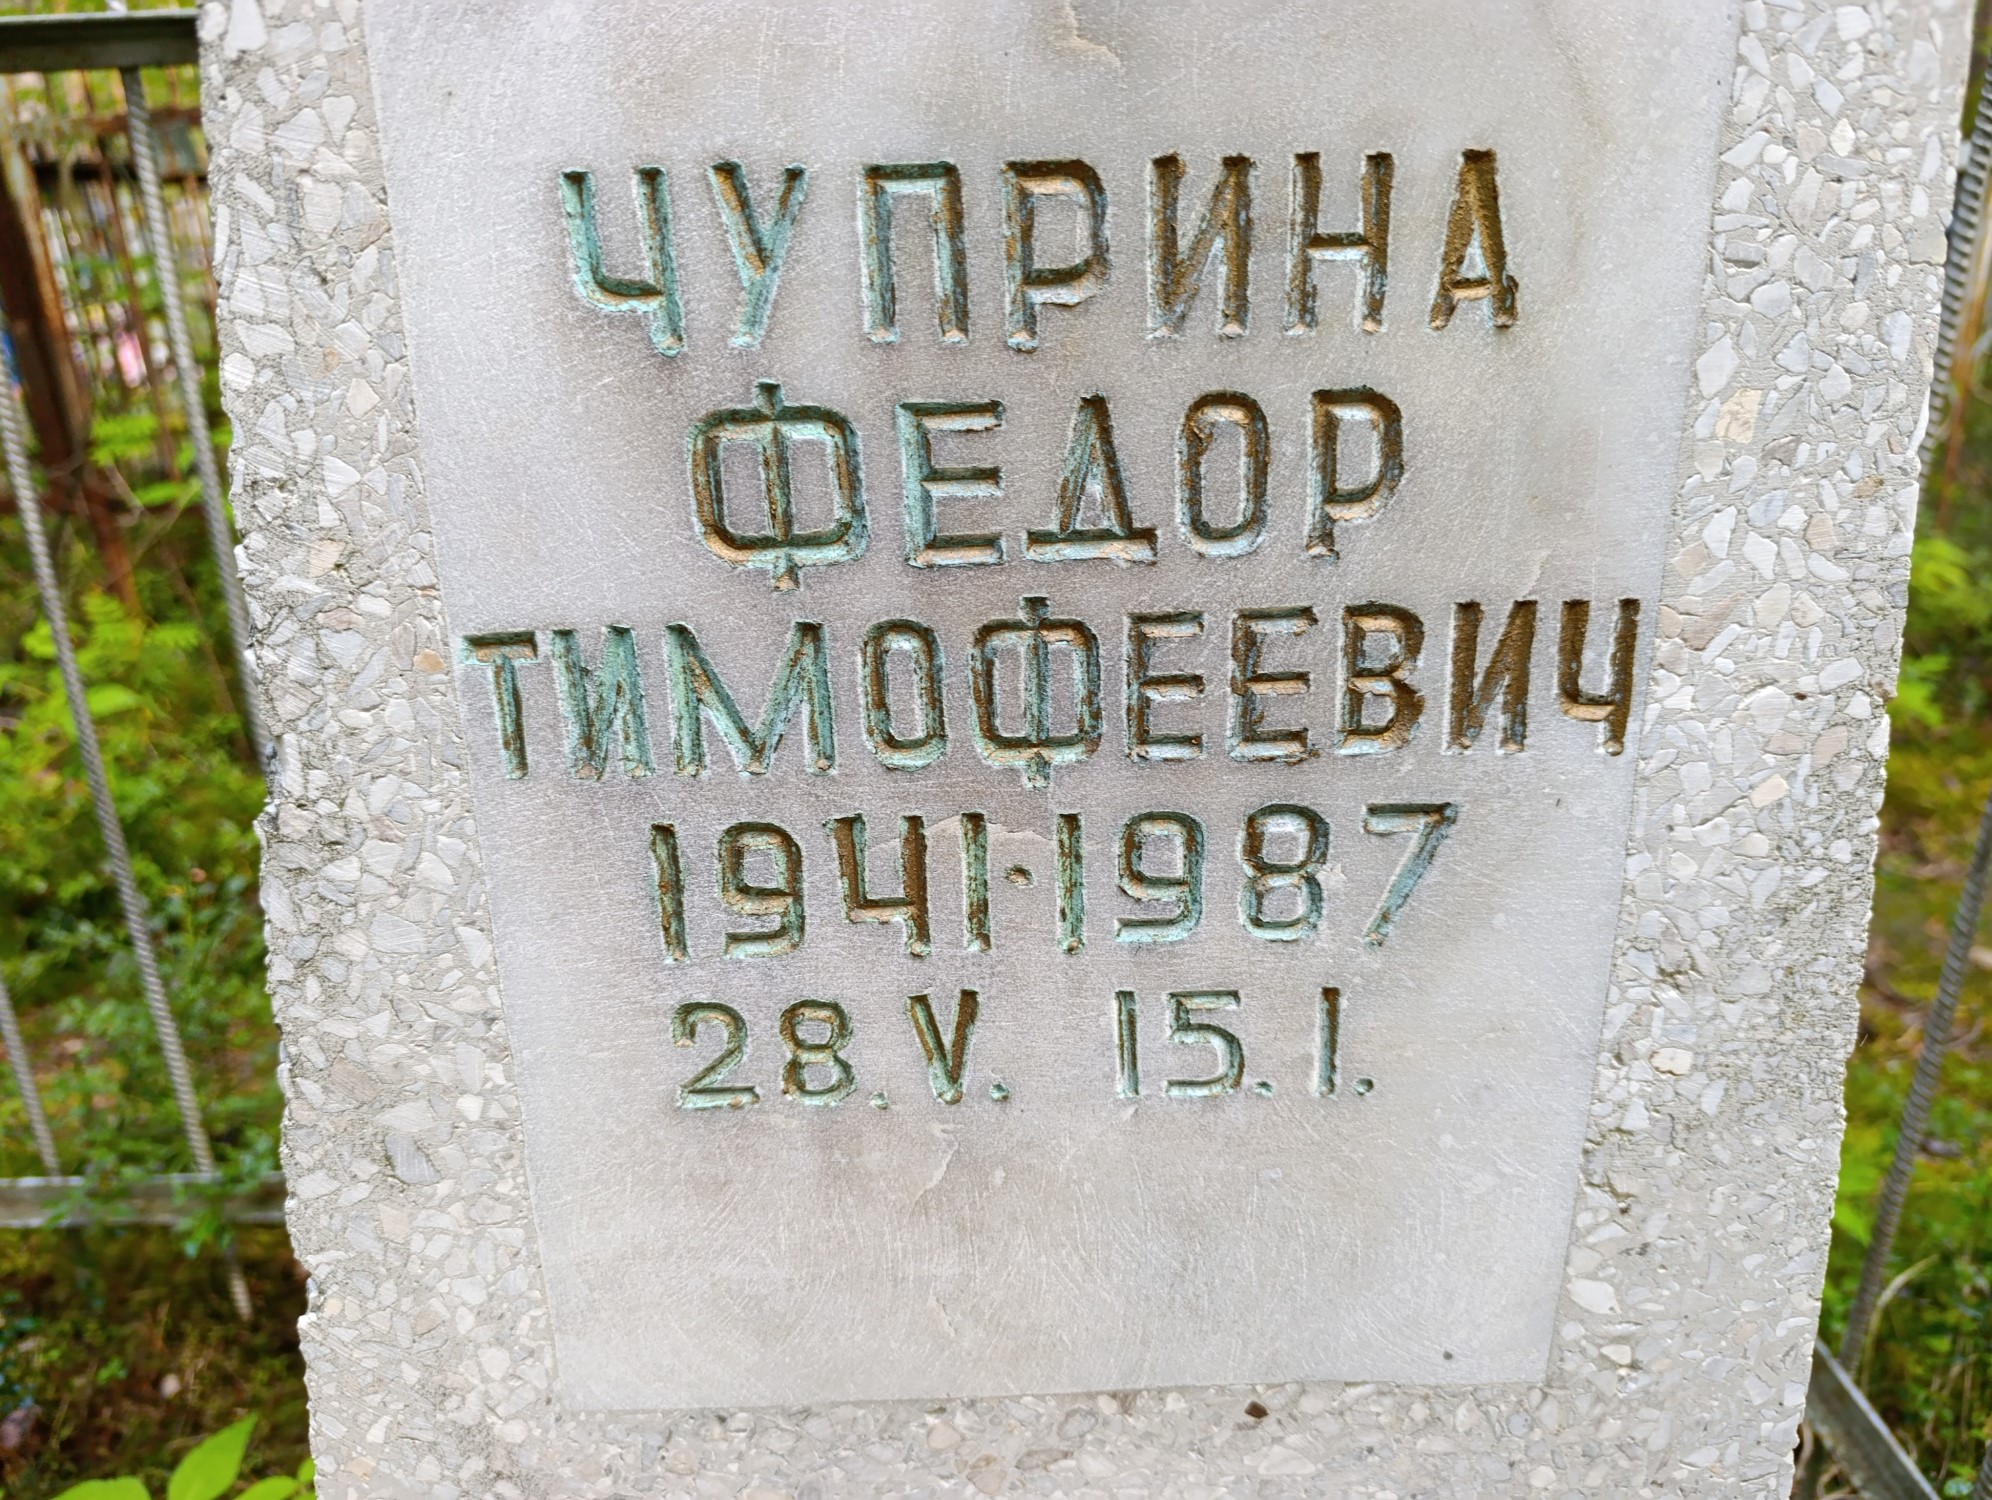 ЧУПРИНА
ФЕДОР
ТИМОФЕЕВИЧ
1941·1987
28.V. 15.I.